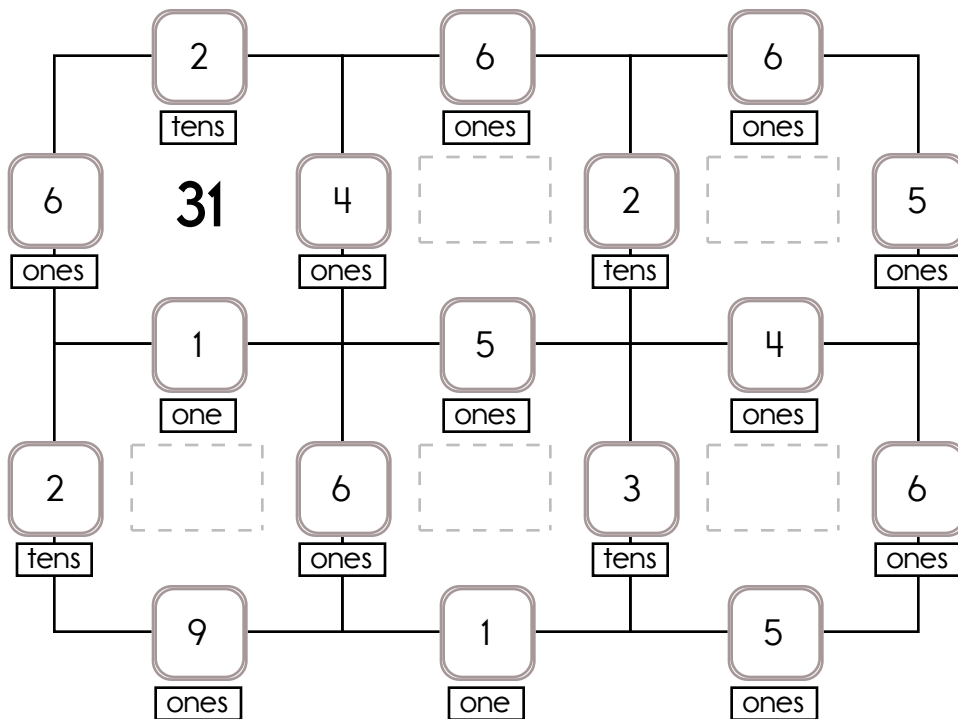 2 6 6
tens ones ones
6 31 4 2 5
ones ones tens ones
1 5 4
one ones ones
2 6 3 6
tens ones tens ones
9 1 5
ones one ones